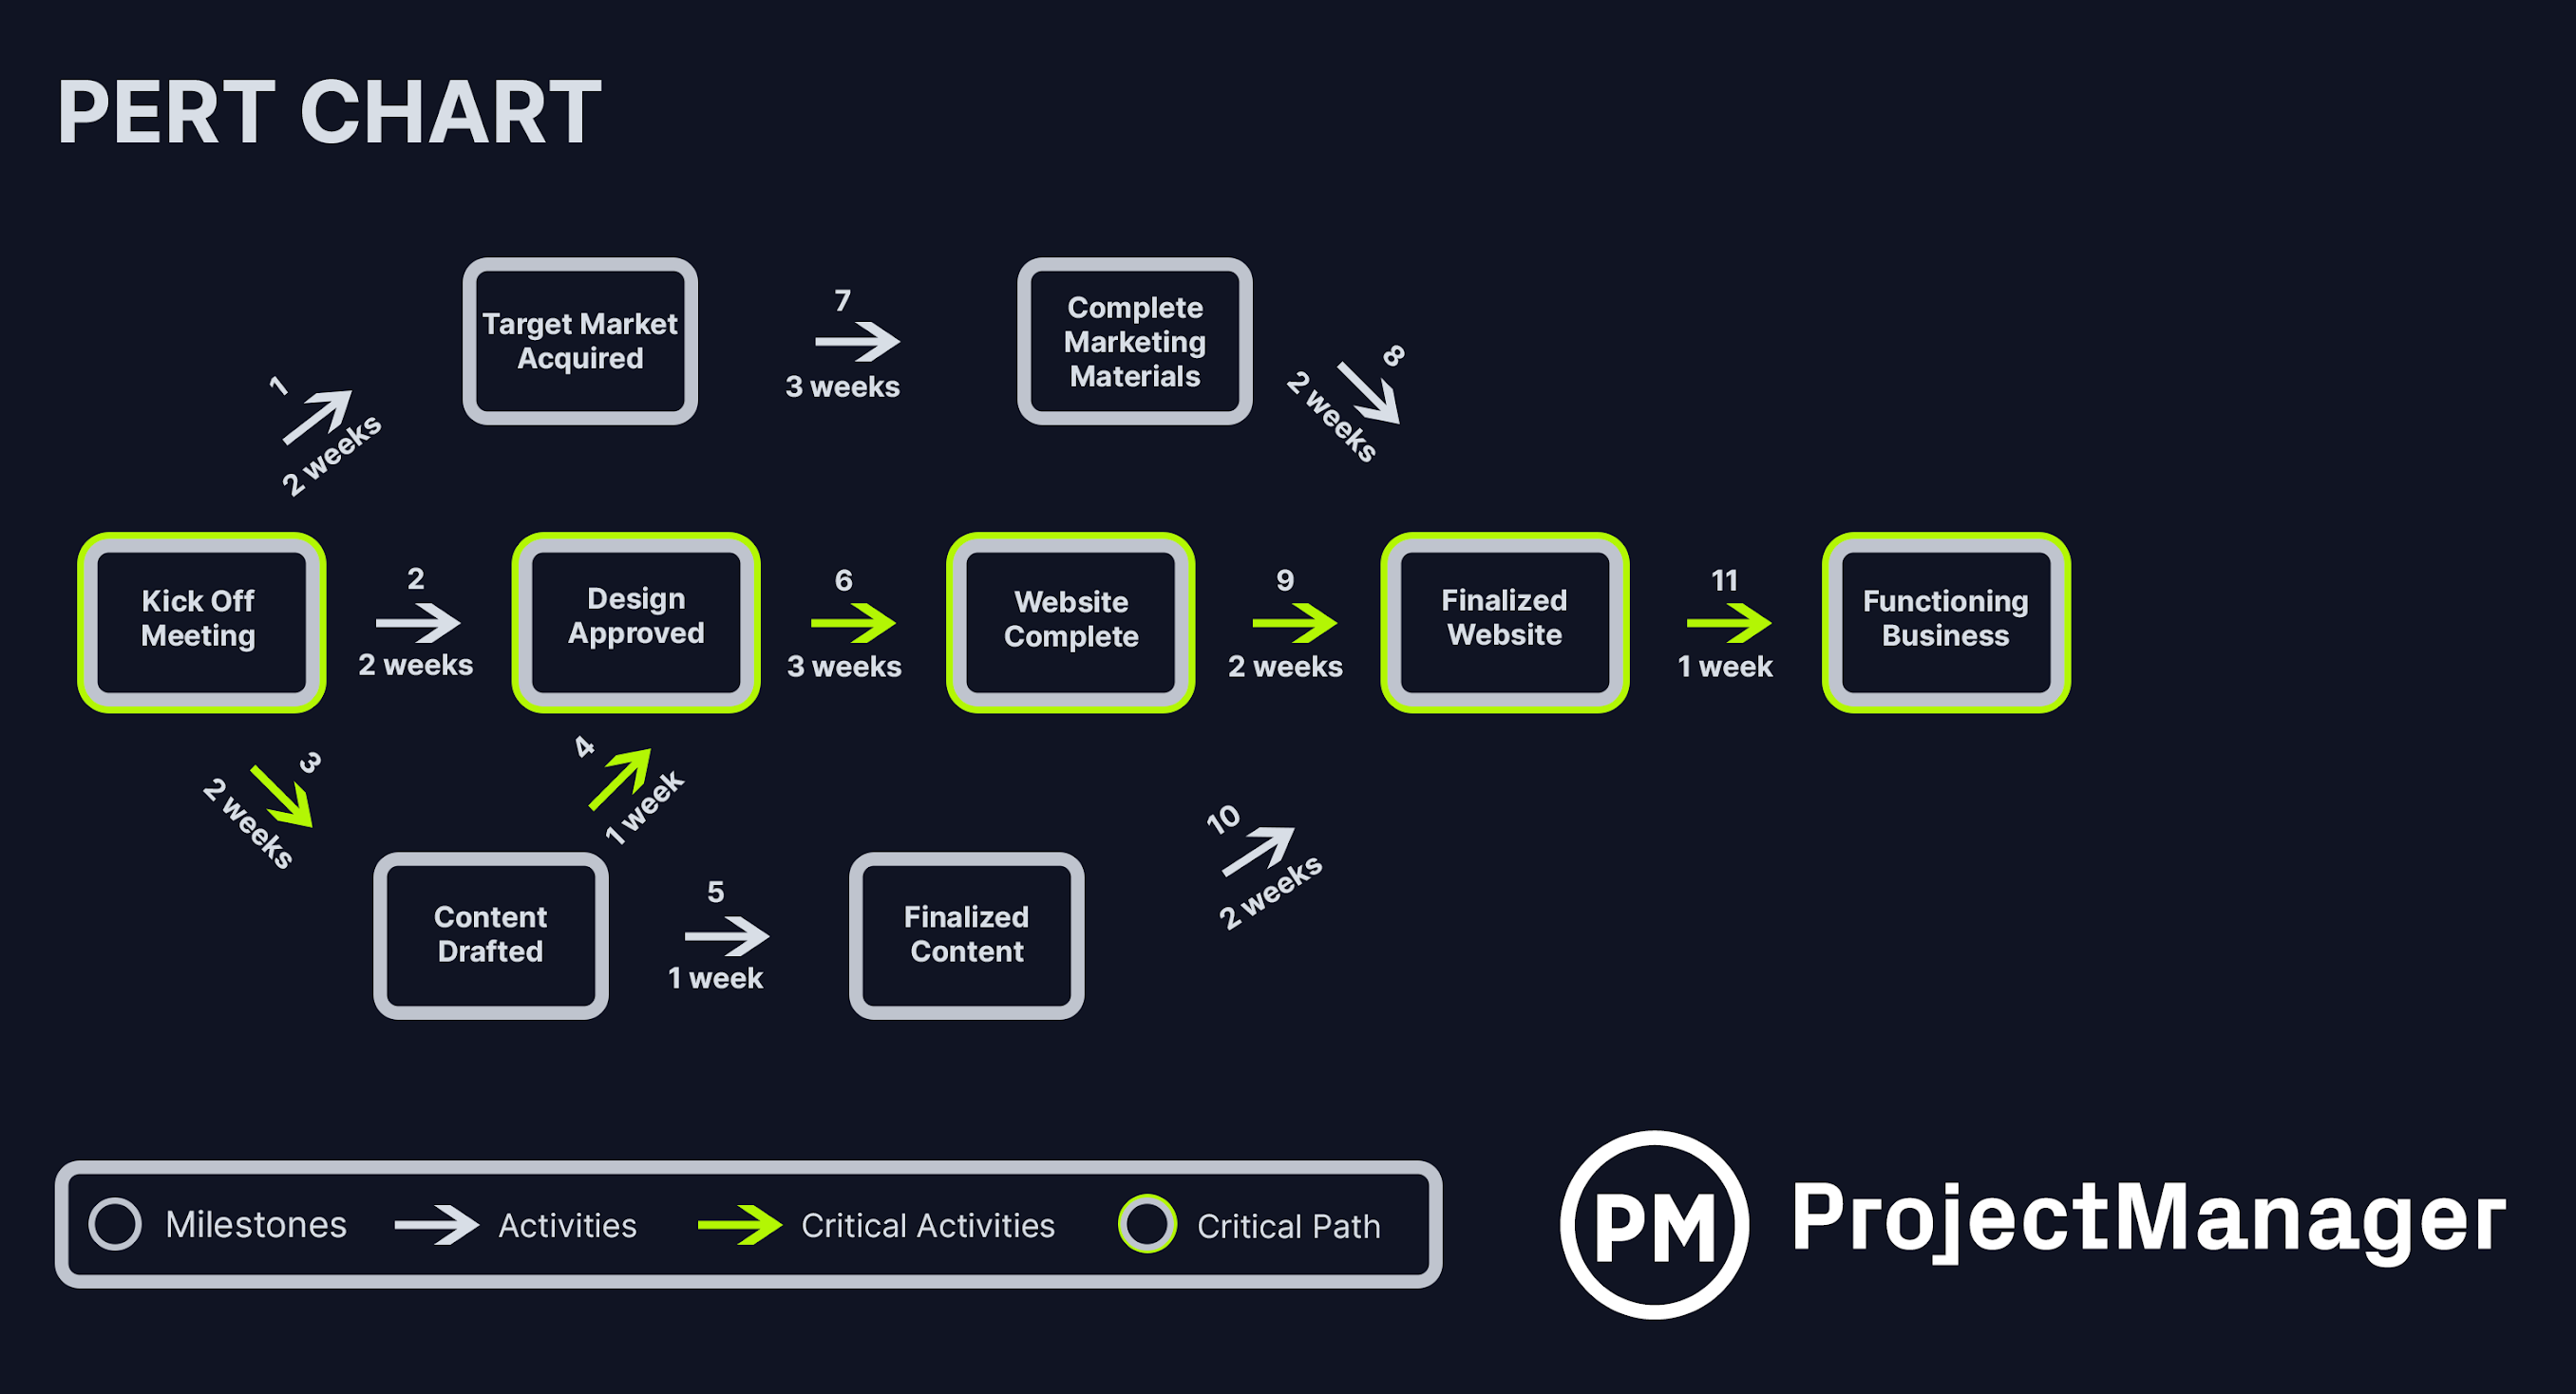 PERT CHART
Target Market
Acquired
7
3 weeks
Complete
Marketing
Materials
8
2 weeks
1
2 weeks
Kick Off
Meeting
2
2 weeks
Design
Approved
6
3 weeks
Website
Complete
9
2 weeks
Finalized
Website
11
1 week
Functioning
Business
3
2 weeks
4
1 week
Content
Drafted
5
1 week
Finalized
Content
10
2 weeks
Milestones
Activities
Critical Activities
Critical Path
PM
ProjectManager